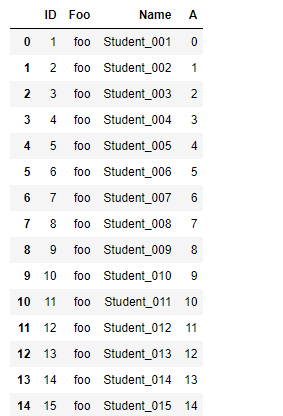 ID Foo Name A
0 1 foo Student_001 0
1 2 foo Student_002 1
2 3 foo Student_003 2
3 4 foo Student_004 3
4 5 foo Student_005 4
5 6 foo Student_006 5
6 7 foo Student_007 6
7 8 foo Student_008 7
8 9 foo Student_009 8
9 10 foo Student_010 9
10 11 foo Student_011 10
11 12 foo Student_012 11
12 13 foo Student_013 12
13 14 foo Student_014 13
14 15 foo Student_015 14